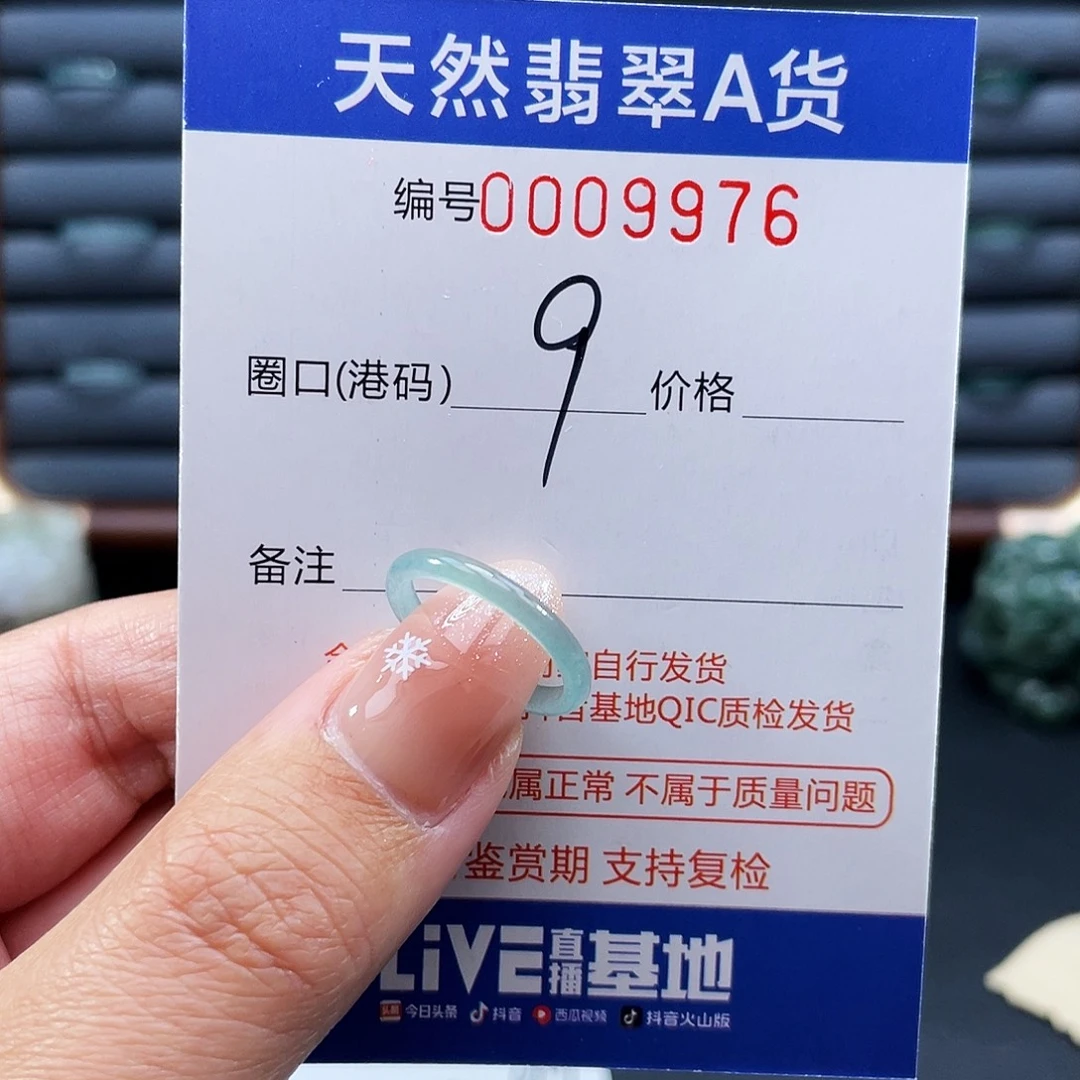 天然翡翠A货
编号0009976
圈口(港码) 9 价格
备注
自行发货
基地QIC质检发货
属正常 不属于质量问题
鉴赏期 支持复检
LiVE直播基地
头条 今日头条 抖音 西瓜视频 抖音火山版